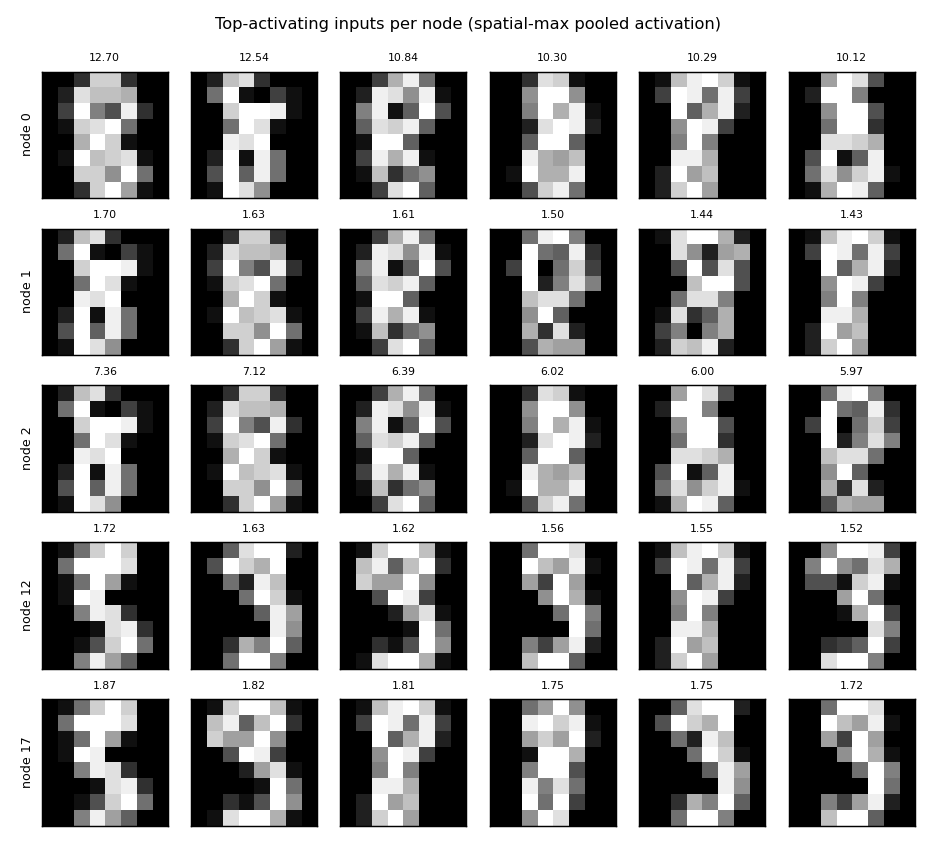 Top-activating inputs per node (spatial-max pooled activation)
12.70 12.54 10.84 10.30 10.29 10.12
node 0
1.70 1.63 1.61 1.50 1.44 1.43
node 1
7.36 7.12 6.39 6.02 6.00 5.97
node 2
1.72 1.63 1.62 1.56 1.55 1.52
node 12
1.87 1.82 1.81 1.75 1.75 1.72
node 17